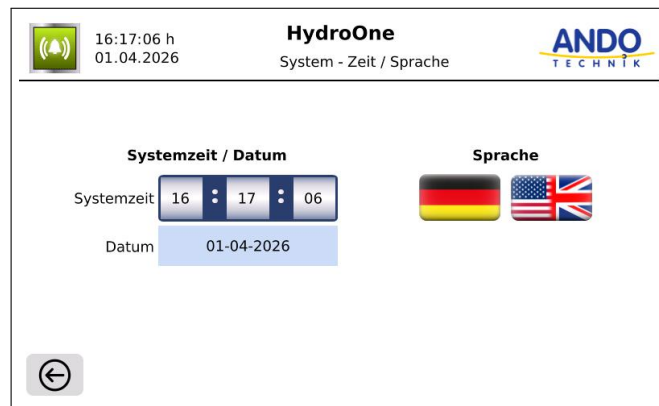 16:17:06 h
01.04.2026
HydroOne
System - Zeit / Sprache
ANDO
TECHNIK
Systemzeit / Datum
Sprache
Systemzeit 16 : 17 : 06
Datum 01-04-2026